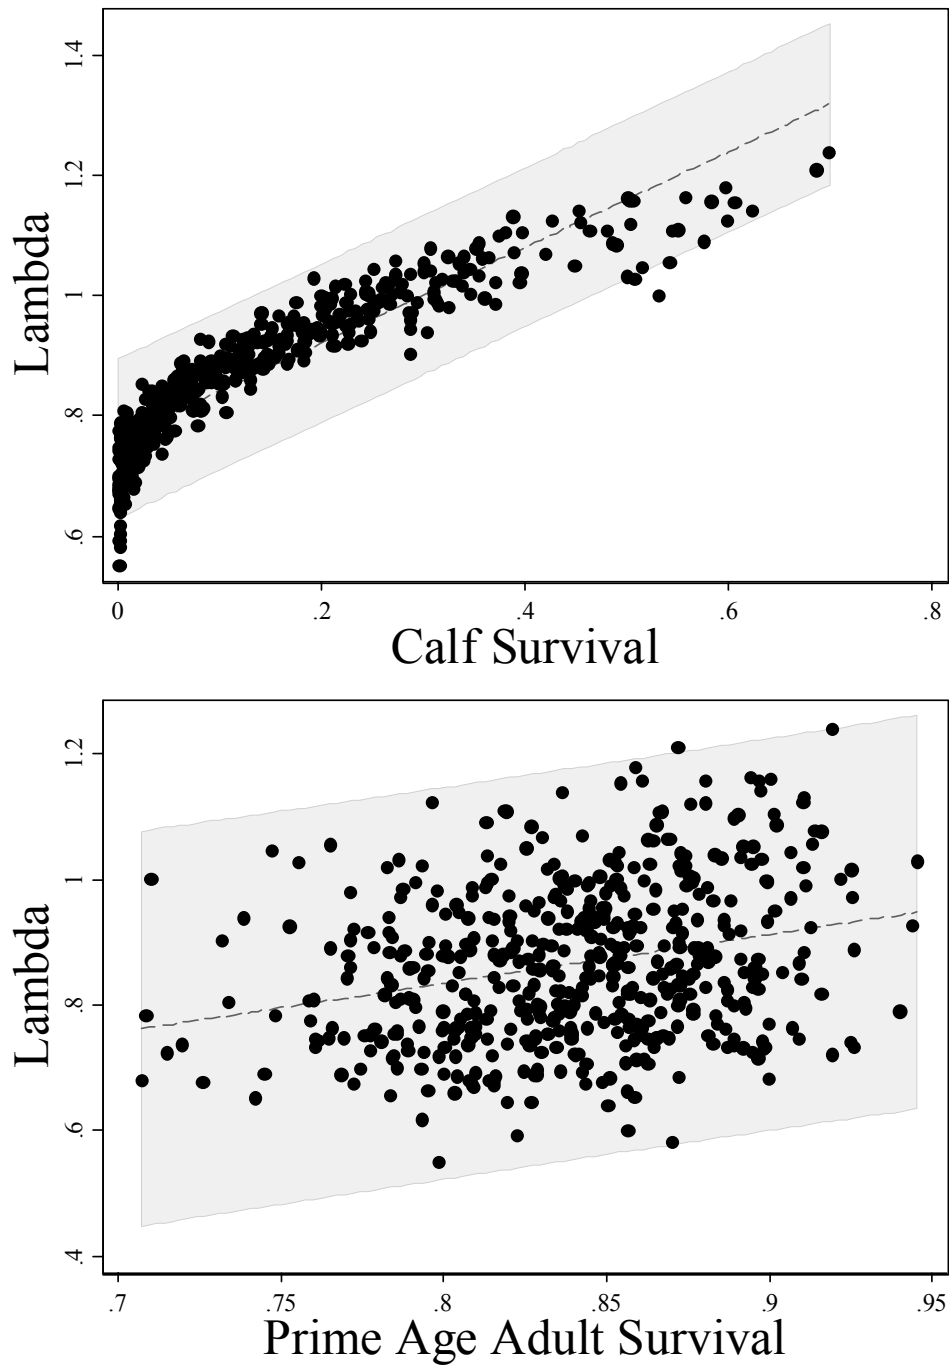 1.4
1.2
1
.8
.6
Lambda
0 .2 .4 .6 .8
Calf Survival
1.2
1
.8
.6
.4
Lambda
.7 .75 .8 .85 .9 .95
Prime Age Adult Survival